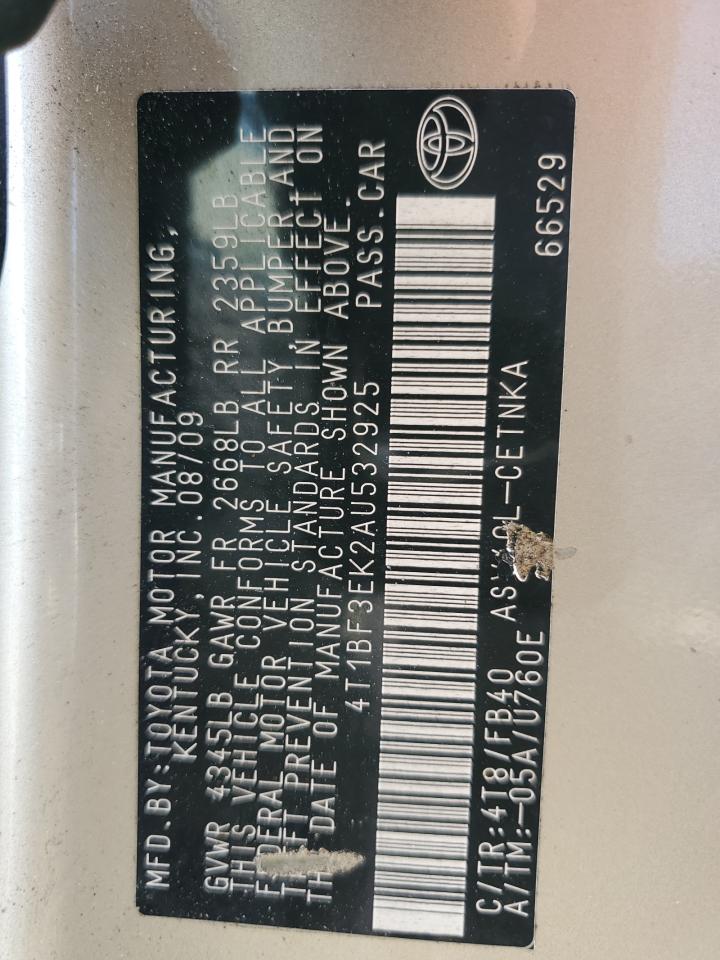 MFD.BY:TOYOTA MOTOR MANUFACTURING,
KENTUCKY,INC.08/09
GVWR 4345LB GAWR FR 2668LB RR 2359LB
THIS VEHICLE CONFORMS TO ALL APPLICABLE
FEDERAL MOTOR VEHICLE SAFETY, BUMPER AND
THEFT PREVENTION STANDARDS IN EFFECT ON
THE DATE OF MANUFACTURE SHOWN ABOVE.
4T1BF3EK2AU532925 PASS.CAR
C/TR:4T8/FB40 L-CETNKA 66529
A/TM:-05A/U760E